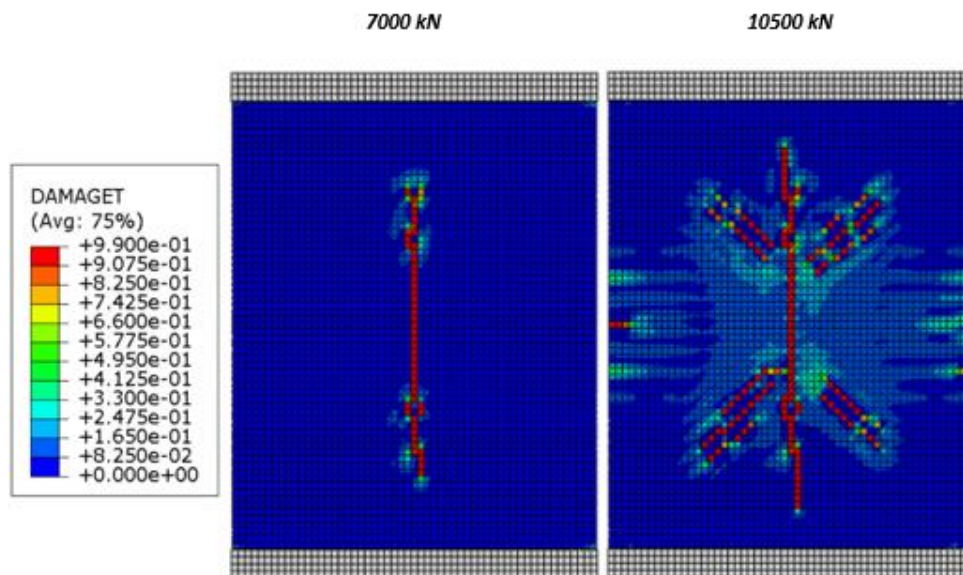 7000 kN
10500 kN
DAMAGET
(Avg: 75%)
+9.900e-01
+9.075e-01
+8.250e-01
+7.425e-01
+6.600e-01
+5.775e-01
+4.950e-01
+4.125e-01
+3.300e-01
+2.475e-01
+1.650e-01
+8.250e-02
+0.000e+00